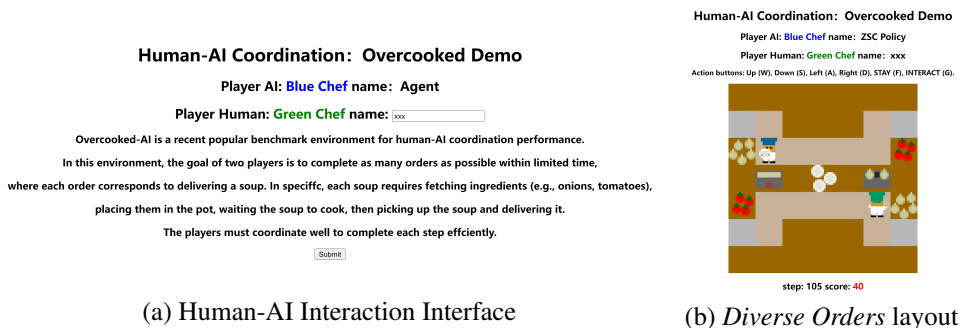 Human-AI Coordination: Overcooked Demo
Player AI: Blue Chef name: Agent
Player Human: Green Chef name: xxx
Overcooked-AI is a recent popular benchmark environment for human-AI coordination performance.
In this environment, the goal of two players is to complete as many orders as possible within limited time,
where each order corresponds to delivering a soup. In speciffc, each soup requires fetching ingredients (e.g., onions, tomatoes),
placing them in the pot, waiting the soup to cook, then picking up the soup and delivering it.
The players must coordinate well to complete each step effciently.
Submit
(a) Human-AI Interaction Interface
Human-AI Coordination: Overcooked Demo
Player AI: Blue Chef name: ZSC Policy
Player Human: Green Chef name: xxx
Action buttons: Up (W), Down (S), Left (A), Right (D), STAY (F), INTERACT (G).
step: 105 score: 40
(b) Diverse Orders layout